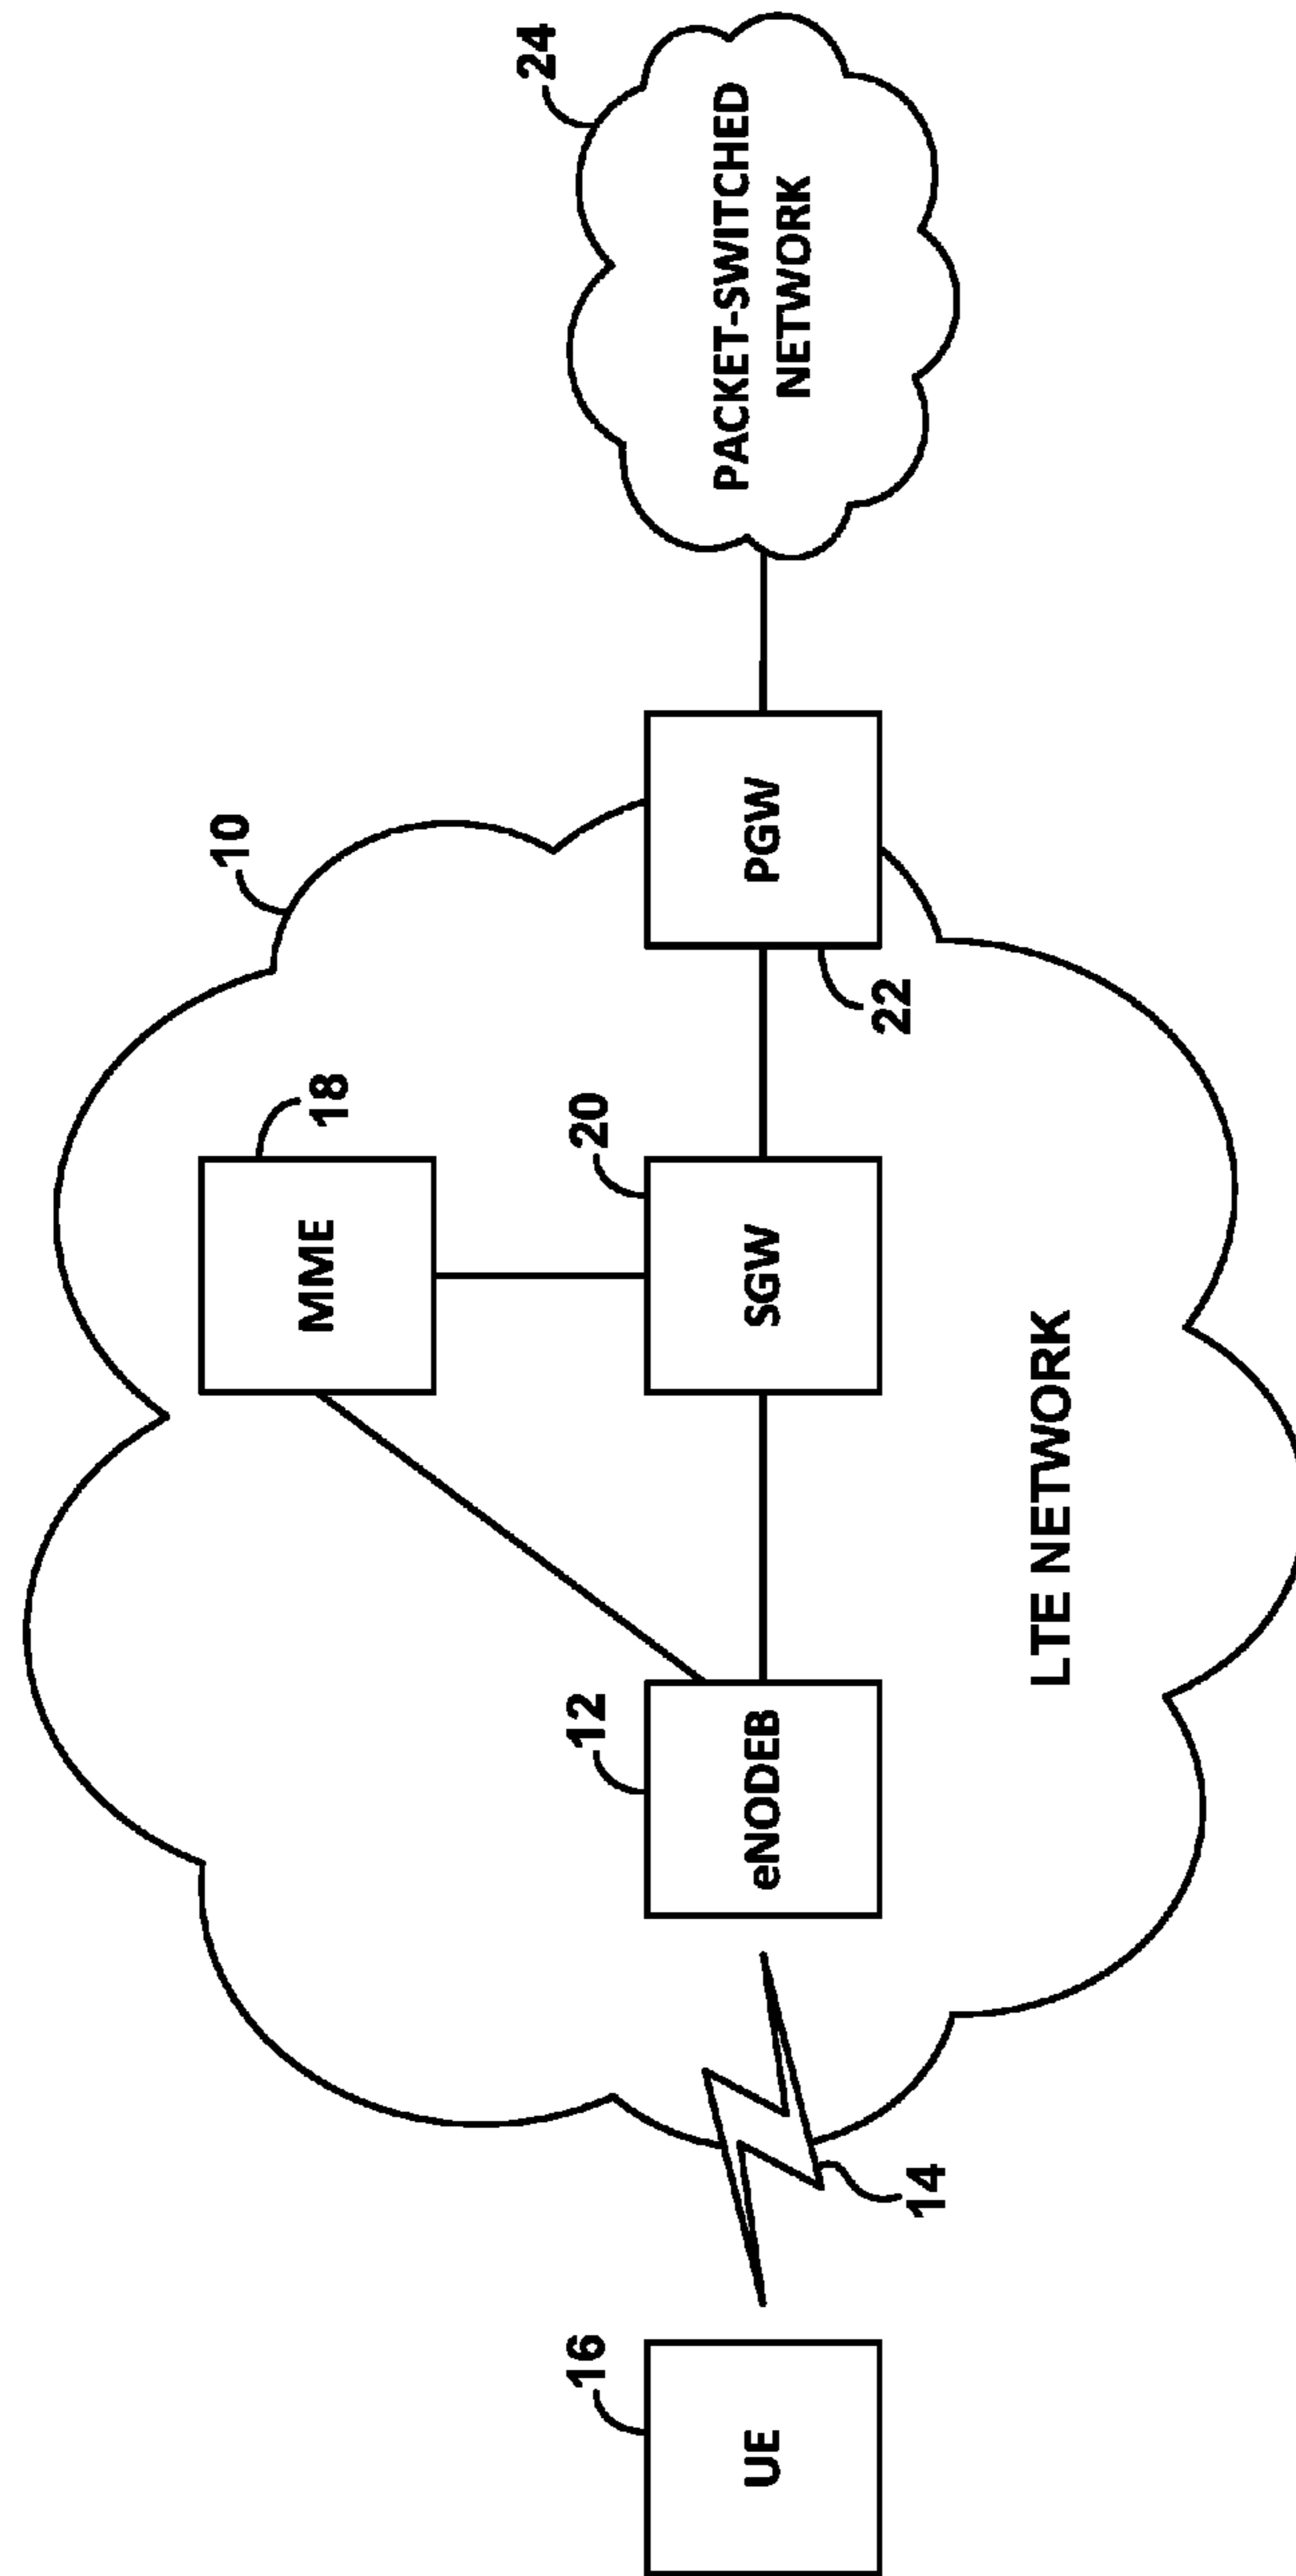 10
MME
18
24
PACKET-SWITCHED
NETWORK
16
UE
14
12
eNODEB
20
SGW
22
PGW
LTE NETWORK